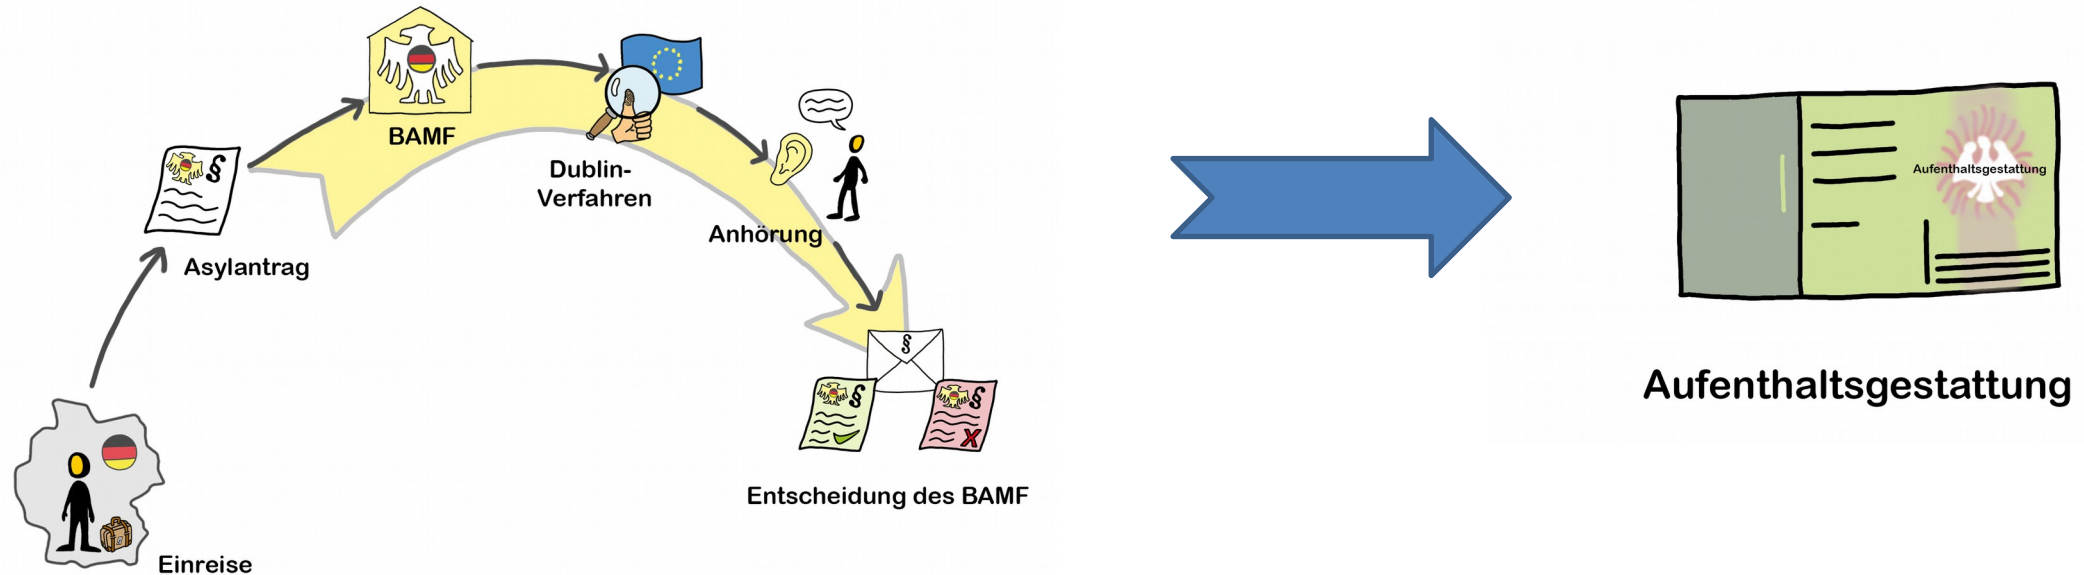 BAMF
Dublin-
Verfahren
Anhörung
Asylantrag
§
§
§
§
X
Entscheidung des BAMF
Einreise
Aufenthaltsgestattung
Aufenthaltsgestattung